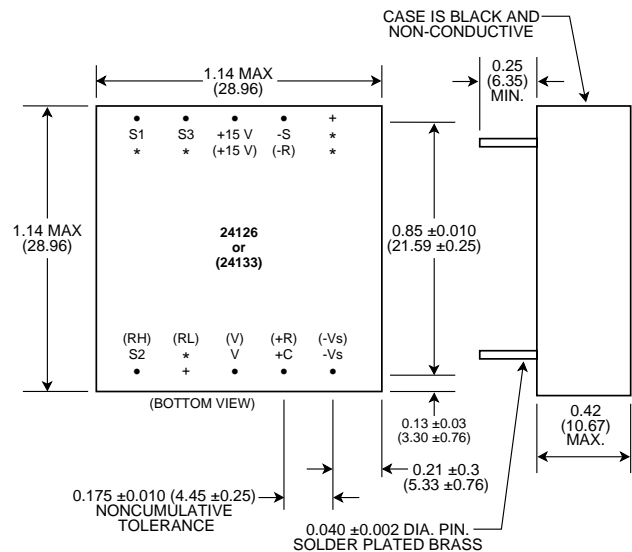 CASE IS BLACK AND
NON-CONDUCTIVE
1.14 MAX
(28.96)
0.25
(6.35)
MIN.
• • • • +
S1 S3 +15 V -S *
* * (+15 V) (-R) *
1.14 MAX
(28.96)
24126
or
(24133)
0.85 ±0.010
(21.59 ±0.25)
(RH) (RL) (V) (+R) (-Vs)
S2 * V +C -Vs
• + • • •
(BOTTOM VIEW)
0.13 ±0.03
(3.30 ±0.76)
0.42
(10.67)
MAX.
0.21 ±0.3
(5.33 ±0.76)
0.175 ±0.010 (4.45 ±0.25)
NONCUMULATIVE
TOLERANCE
0.040 ±0.002 DIA. PIN.
SOLDER PLATED BRASS